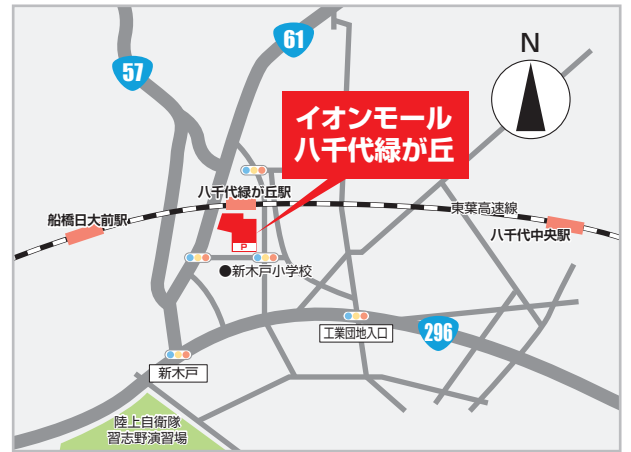 61
N
57
イオンモール
八千代緑が丘
八千代緑が丘駅
船橋日大前駅
東葉高速線
八千代中央駅
P
●新木戸小学校
工業団地入口
296
新木戸
陸上自衛隊
習志野演習場